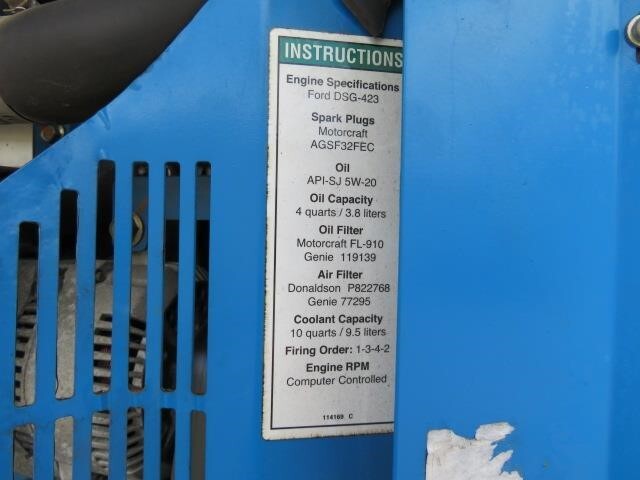 INSTRUCTIONS
Engine Specifications
Ford DSG-423
Spark Plugs
Motorcraft
AGSF32FEC
Oil
API-SJ 5W-20
Oil Capacity
4 quarts / 3.8 liters
Oil Filter
Motorcraft FL-910
Genie 119139
Air Filter
Donaldson P822768
Genie 77295
Coolant Capacity
10 quarts / 9.5 liters
Firing Order: 1-3-4-2
Engine RPM
Computer Controlled
114169 C